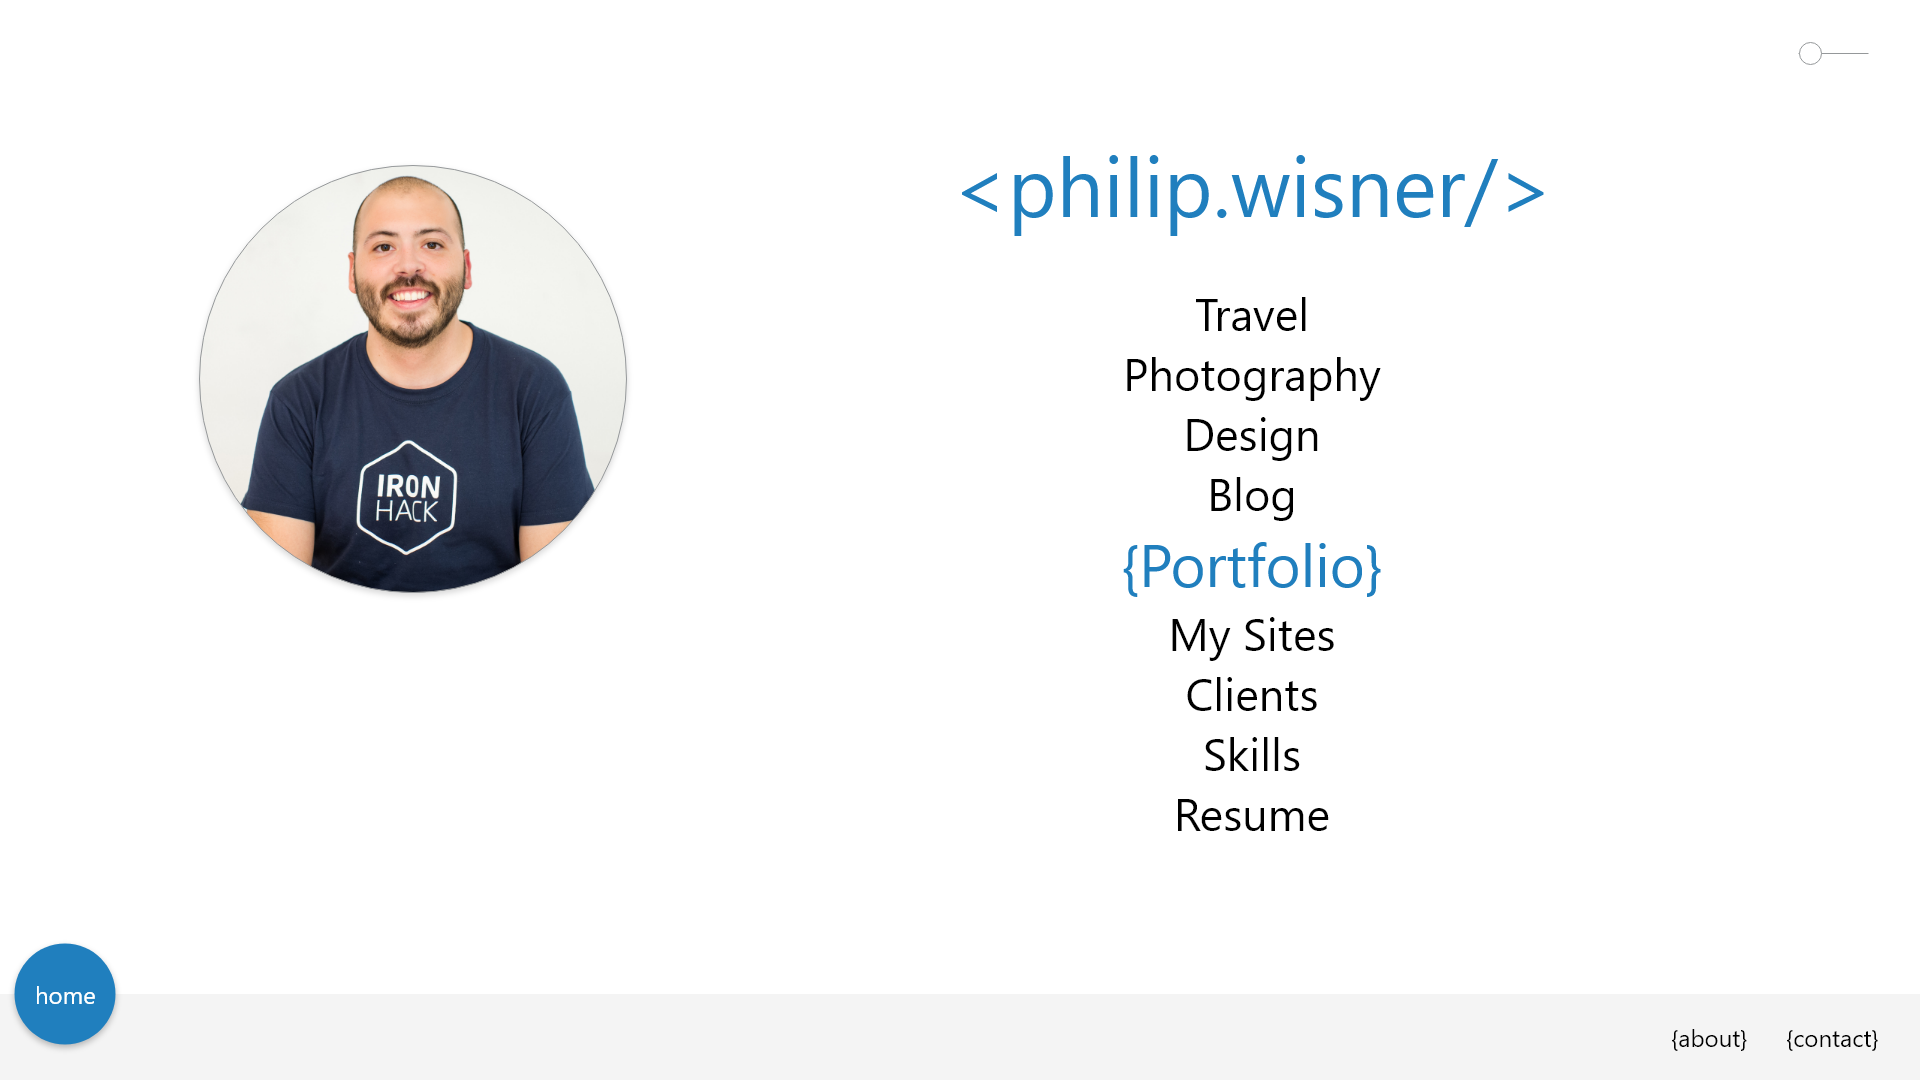 <philip.wisner/>
Travel
Photography
Design
Blog
{Portfolio}
My Sites
Clients
Skills
Resume
IRON
HACK
home
{about}
{contact}